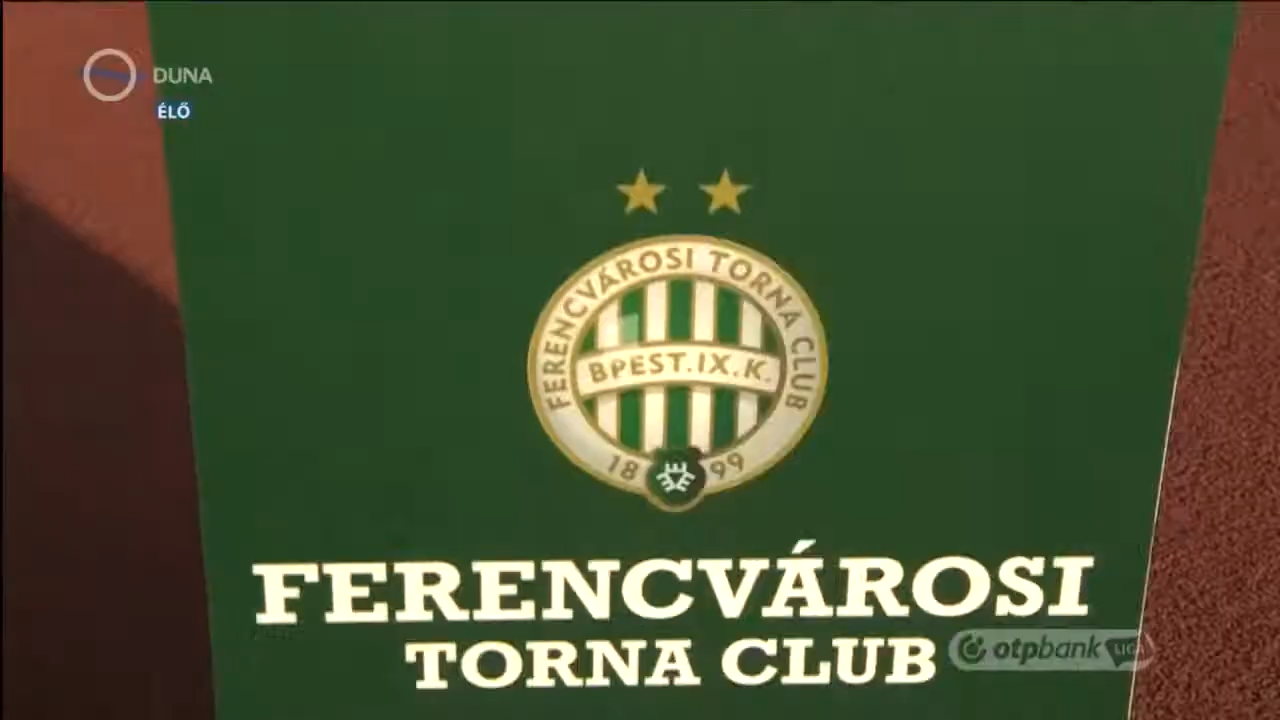 DUNA
ÉLŐ
FERENCVÁROSI TORNA CLUB
BPEST.IX.K.
18 99
FERENCVÁROSI
TORNA CLUB
otpbank LIGA